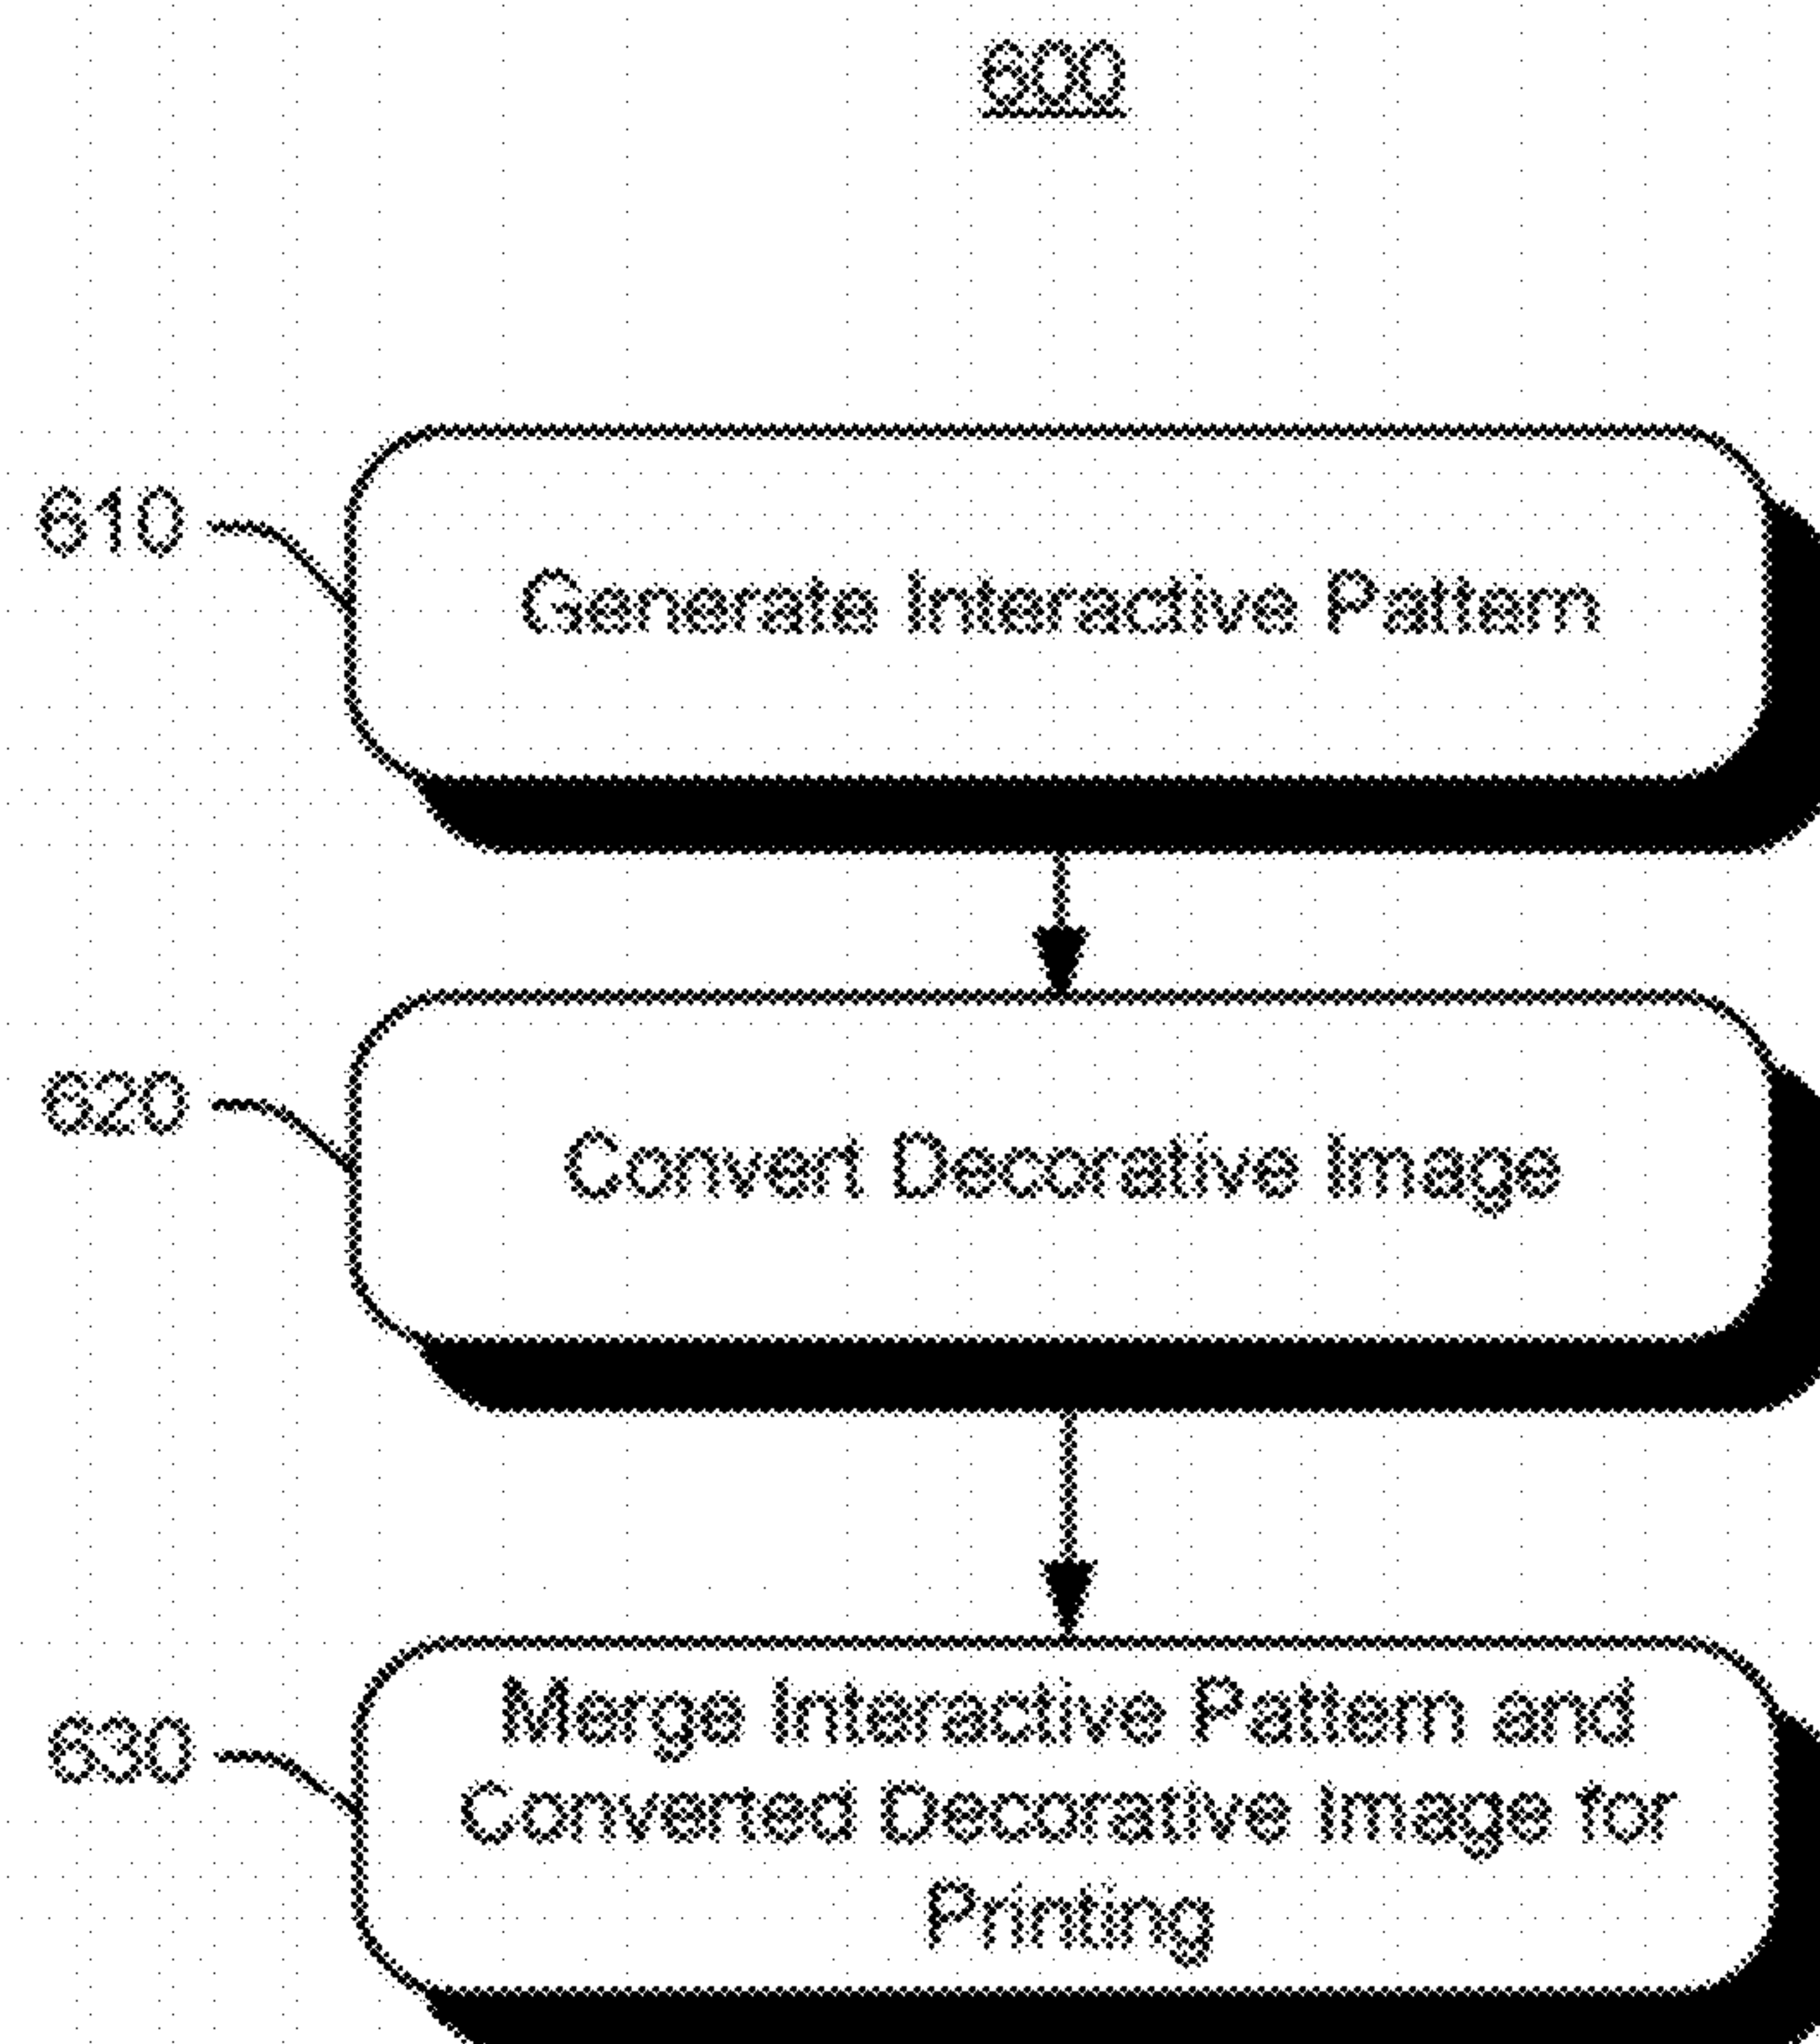 600
610
Generate Interactive Pattern
620
Convert Decorative Image
630
Merge Interactive Pattern and
Converted Decorative Image for
Printing